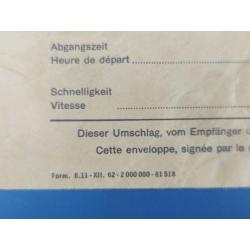 Abgangszeit
Heure de départ
Schnelligkeit
Vitesse
Dieser Umschlag, vom Empfänger
Cette enveloppe, signée par le
Form. 6.11 - XII. 62 - 2 000 000 - 61 518